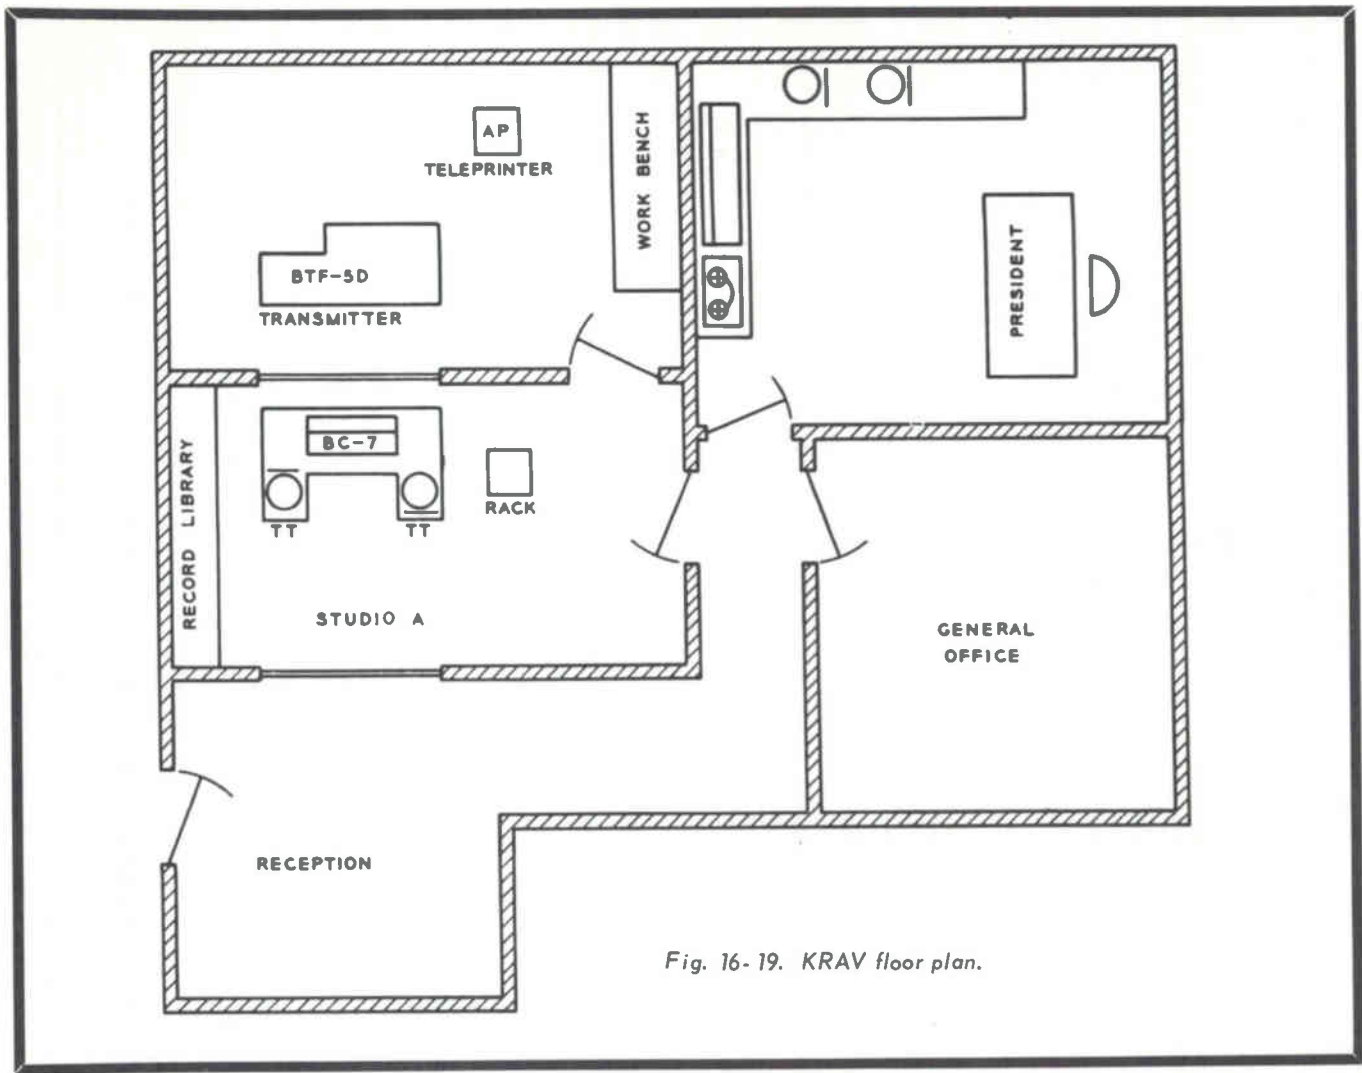 AP
TELEPRINTER
WORK BENCH
BTF-5D
TRANSMITTER
PRESIDENT
RECORD LIBRARY
BC-7
TT
TT
RACK
STUDIO A
GENERAL
OFFICE
RECEPTION
Fig. 16-19. KRAV floor plan.